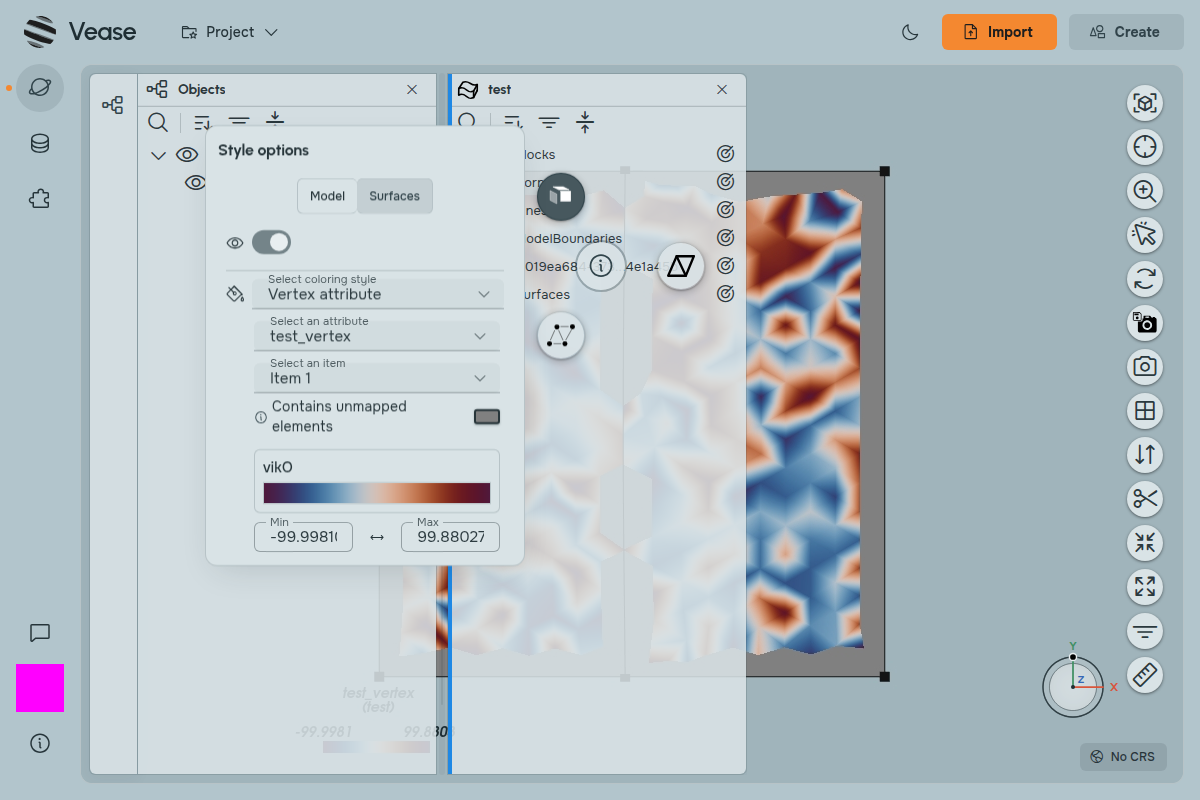 Vease
Project
Import
Create
Objects
test
Style options
Model
Surfaces
Select coloring style
Vertex attribute
Select an attribute
test_vertex
Select an item
Item 1
Contains unmapped
elements
vikO
Min
Max
-99.9981
99.88027
locks
odelBoundaries
019ea68
4e1a4
urfaces
test_vertex
(test)
-99.9981
99.880
Y
Z
X
No CRS